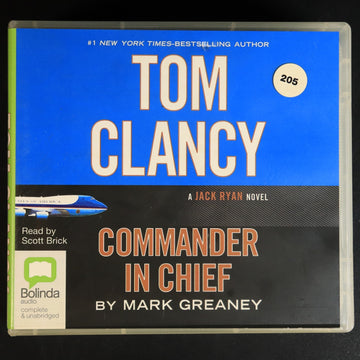 #1 NEW YORK TIMES-BESTSELLING AUTHOR
TOM
CLANCY
205
A JACK RYAN NOVEL
Read by
Scott Brick
COMMANDER
IN CHIEF
BY MARK GREANEY
Bolinda
audio
complete
& unabridged